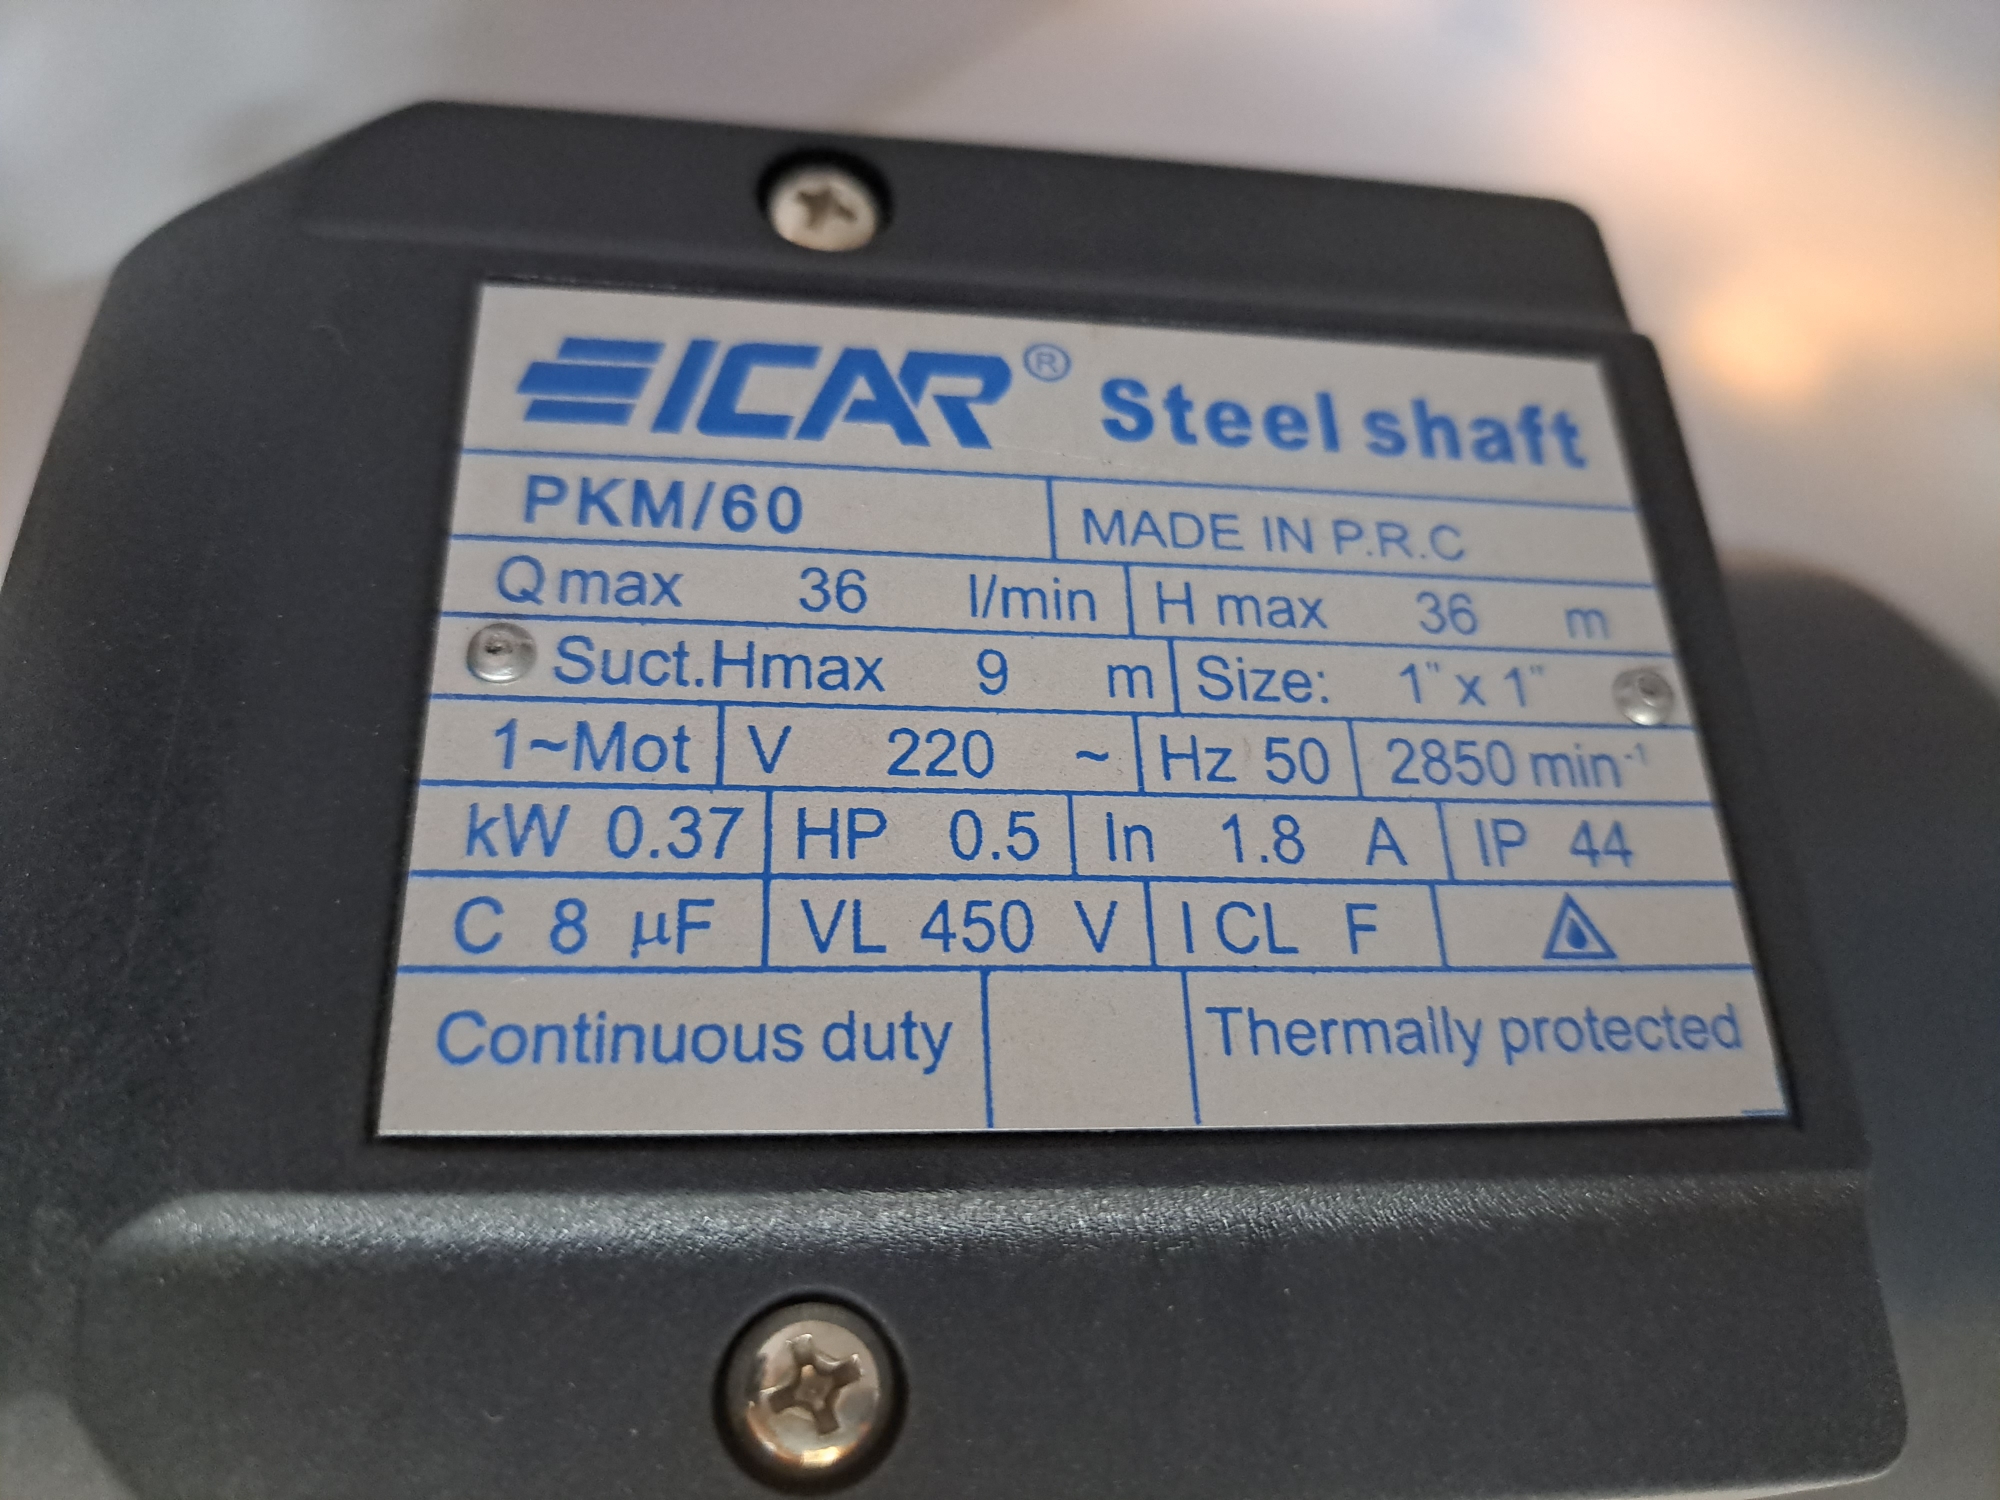 ICAR® Steel shaft
PKM/60 MADE IN P.R.C
Q max 36 l/min H max 36 m
Suct.Hmax 9 m Size: 1" x 1"
1~Mot V 220 ~ Hz 50 2850 min-1
kW 0.37 HP 0.5 In 1.8 A IP 44
C 8 µF VL 450 V I CL F
Continuous duty Thermally protected